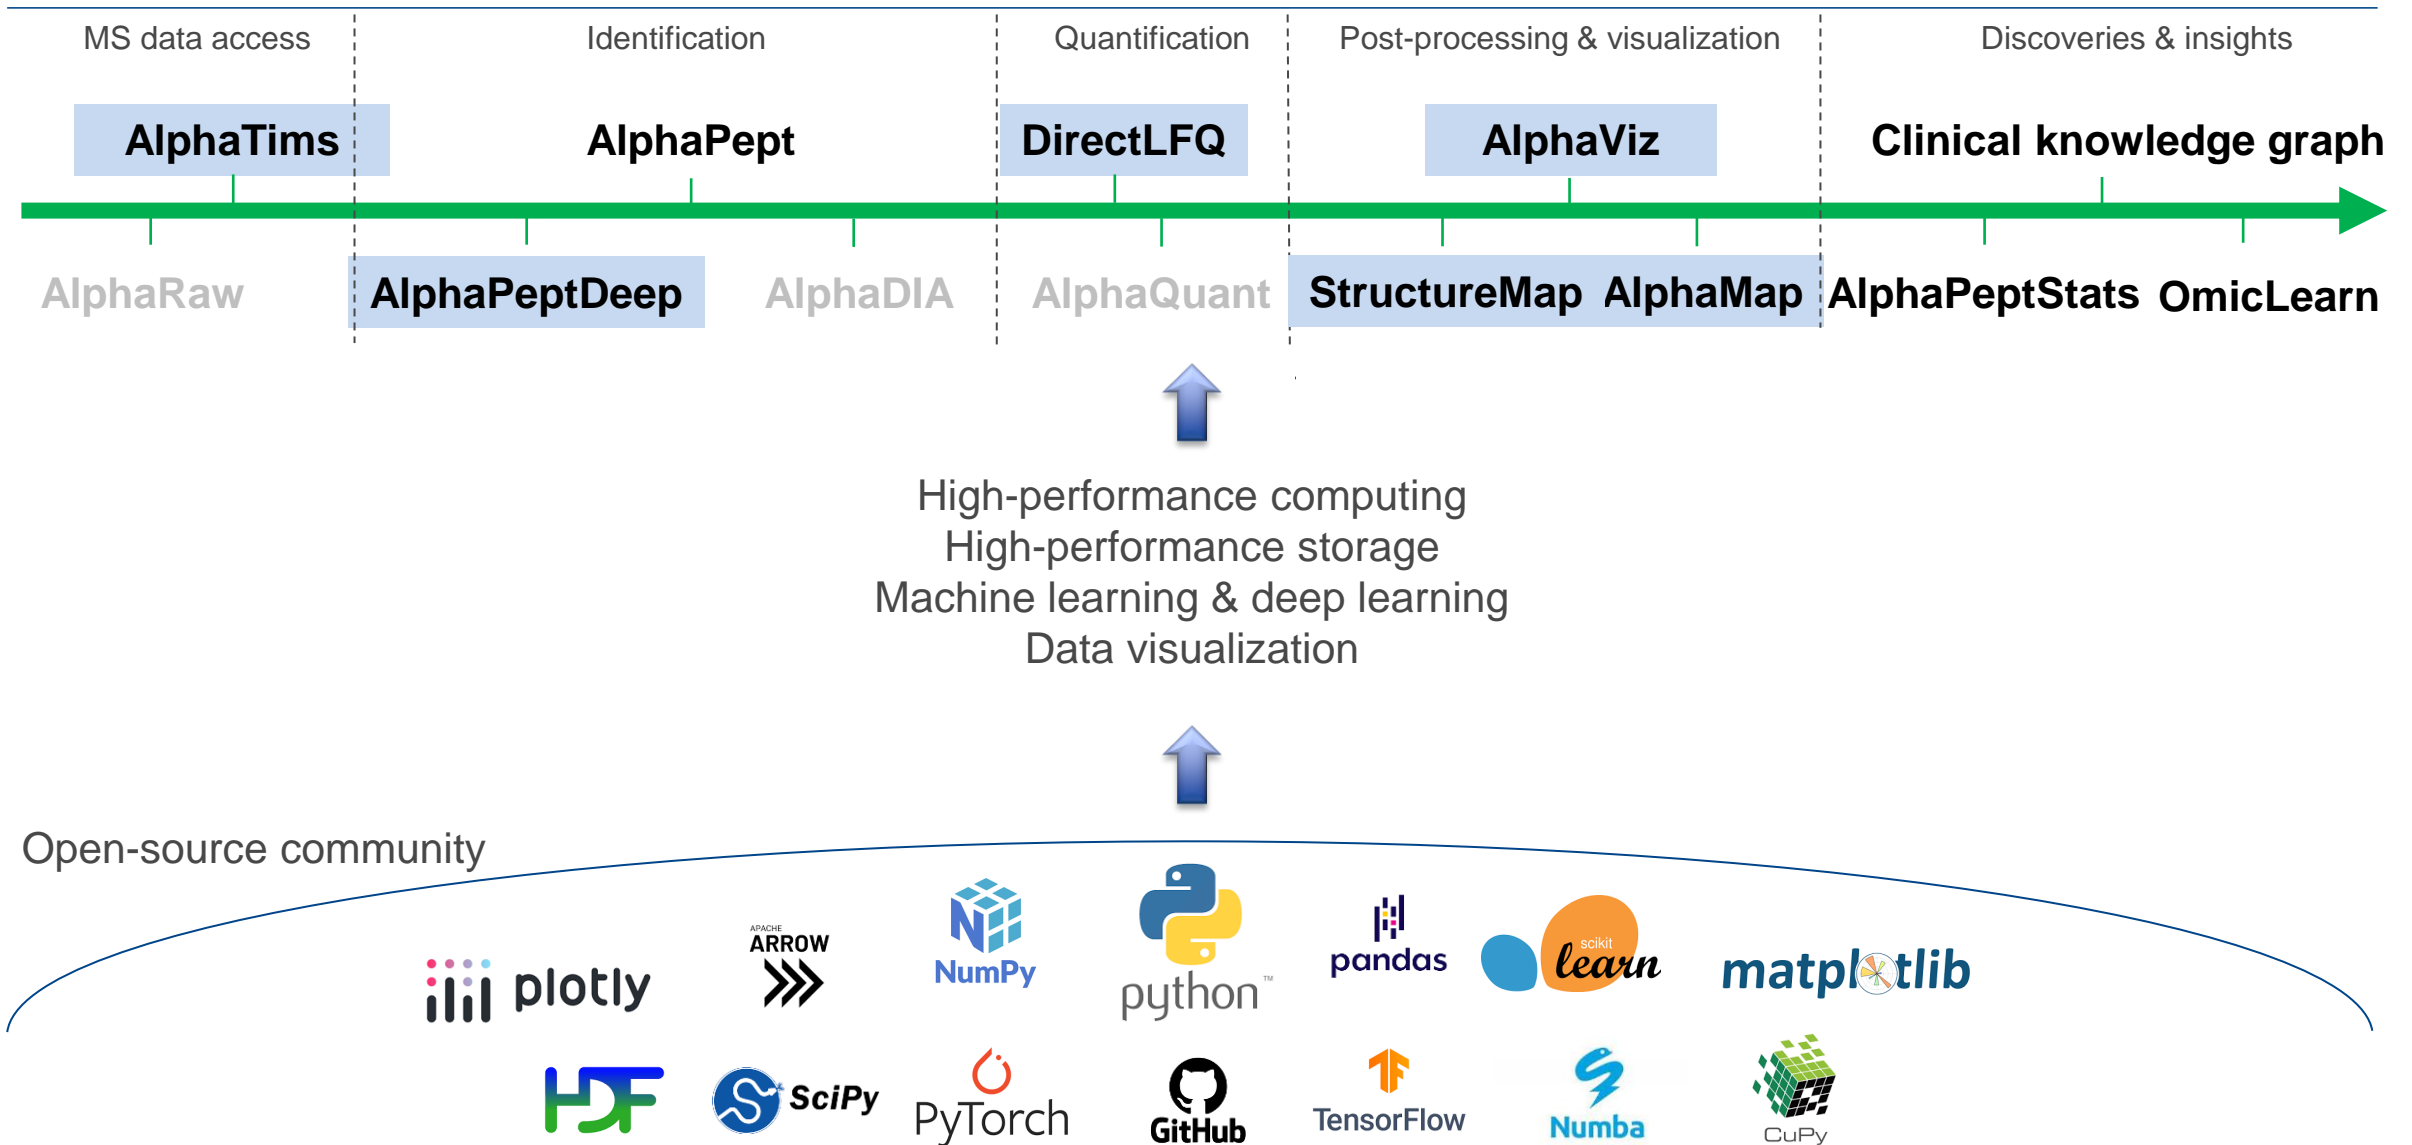 MS data access
Identification
Quantification
Post-processing & visualization
Discoveries & insights
AlphaTims
AlphaPept
DirectLFQ
AlphaViz
Clinical knowledge graph
AlphaRaw
AlphaPeptDeep
AlphaDIA
AlphaQuant
StructureMap
AlphaMap
AlphaPeptStats
OmicLearn
High-performance computing
High-performance storage
Machine learning & deep learning
Data visualization
Open-source community
plotly
APACHE
ARROW
NumPy
python™
pandas
scikit
learn
matplotlib
HDF
SciPy
PyTorch
GitHub
TensorFlow
Numba
CuPy